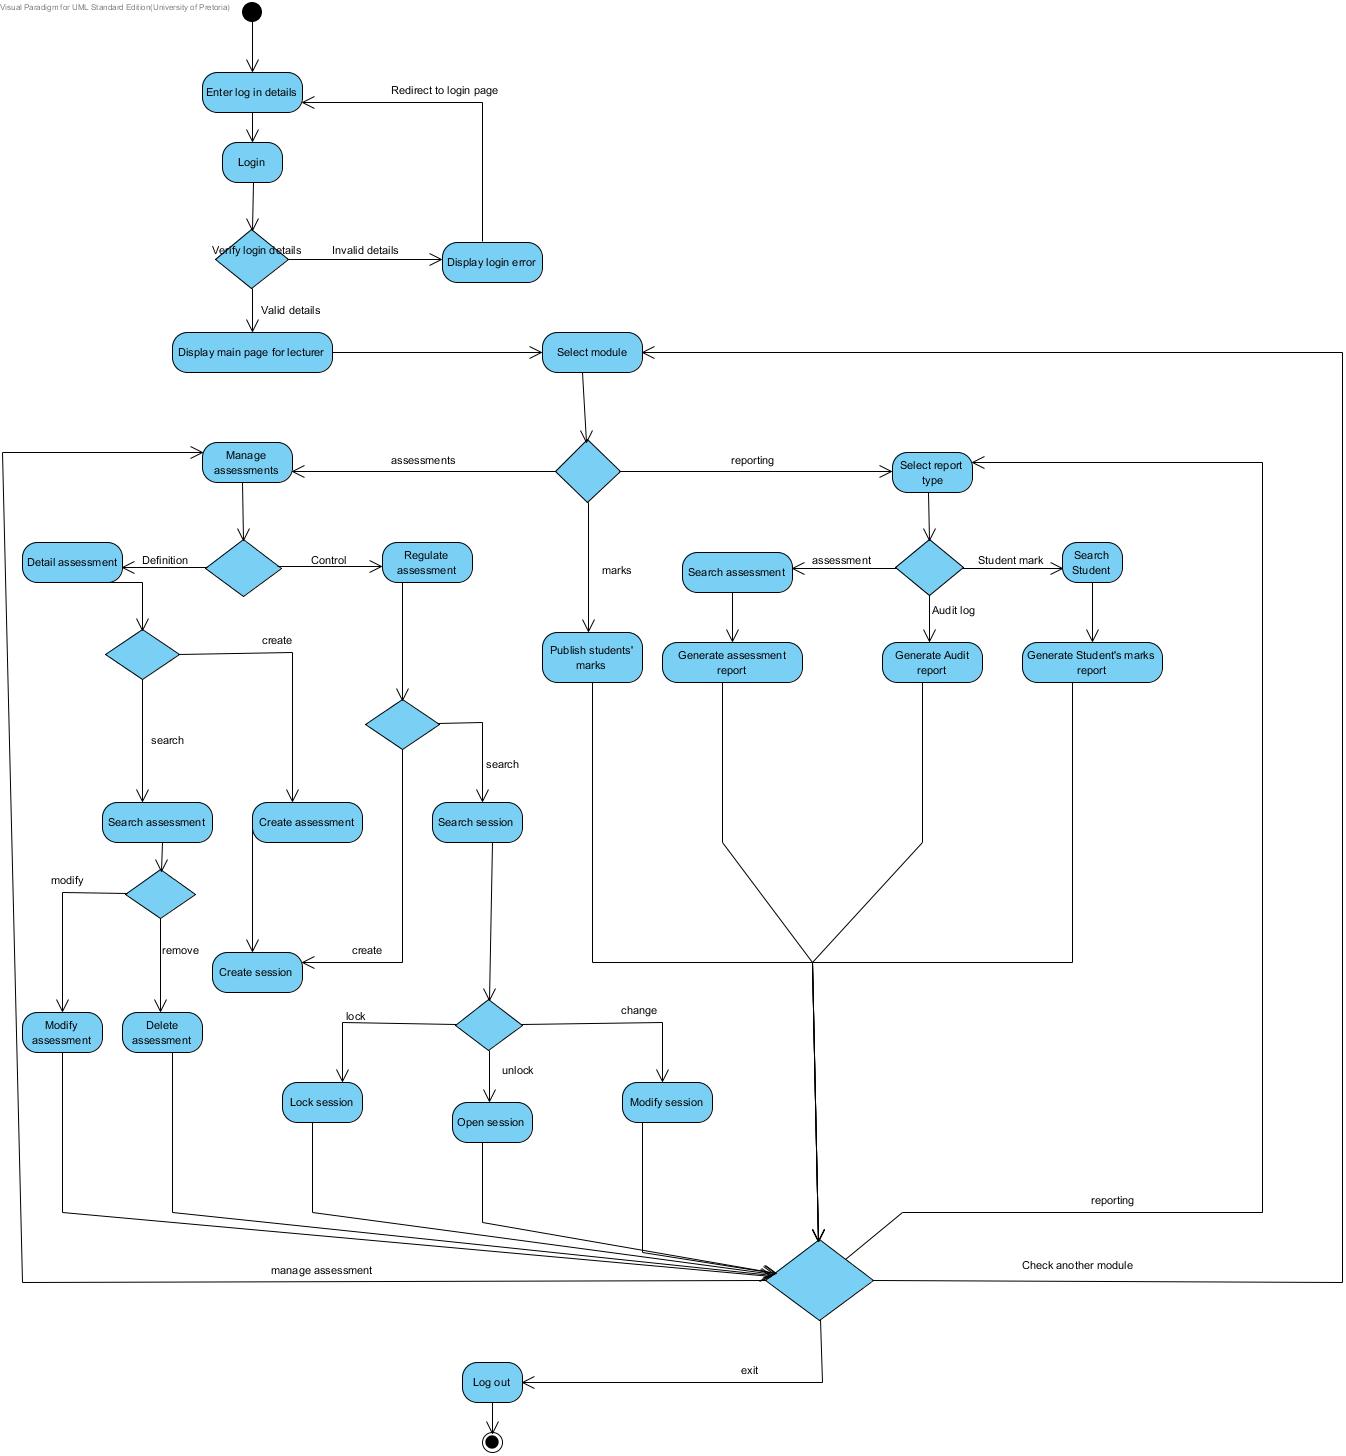 Visual Paradigm for UML Standard Edition(University of Pretoria)
Enter log in details
Redirect to login page
Login
Verify login details
Invalid details
Display login error
Valid details
Display main page for lecturer
Select module
Manage
assessments
assessments
reporting
Select report
type
Detail assessment
Definition
Control
Regulate
assessment
marks
Search assessment
assessment
Student mark
Search
Student
Audit log
create
Publish students'
marks
Generate assessment
report
Generate Audit
report
Generate Student's marks
report
search
search
Search assessment
Create assessment
Search session
modify
remove
create
Create session
Modify
assessment
Delete
assessment
lock
change
unlock
Lock session
Open session
Modify session
reporting
manage assessment
Check another module
exit
Log out